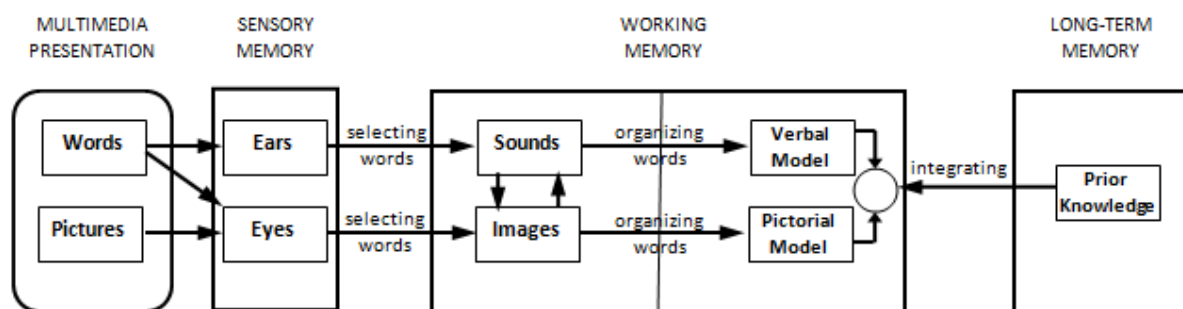 MULTIMEDIA
PRESENTATION
SENSORY
MEMORY
WORKING
MEMORY
LONG-TERM
MEMORY
Words
Pictures
Ears
Eyes
selecting
words
selecting
words
Sounds
Images
organizing
words
organizing
words
Verbal
Model
Pictorial
Model
integrating
Prior
Knowledge